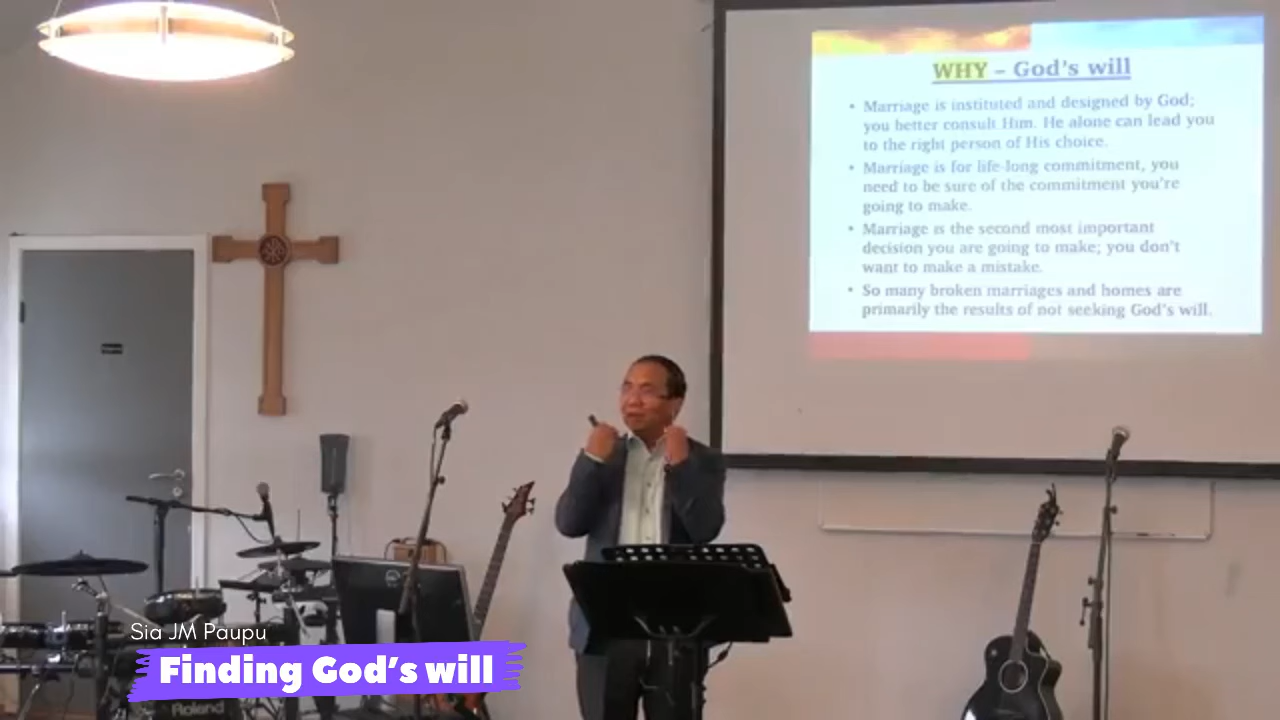 WHY – God's will
• Marriage is instituted and designed by God;
you better consult Him. He alone can lead you
to the right person of His choice.
• Marriage is for life-long commitment, you
need to be sure of the commitment you're
going to make.
• Marriage is the second most important
decision you are going to make; you don't
want to make a mistake.
• So many broken marriages and homes are
primarily the results of not seeking God's will.
Sia JM Paupu
Finding God's will
Roland